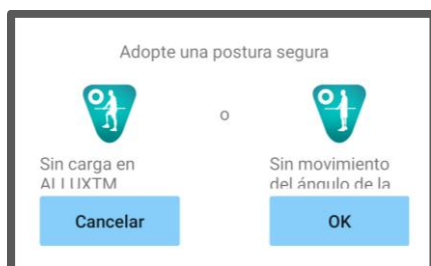 Adopte una postura segura
o
Sin carga en
ALLUXTM
Sin movimiento
del ángulo de la
Cancelar
OK